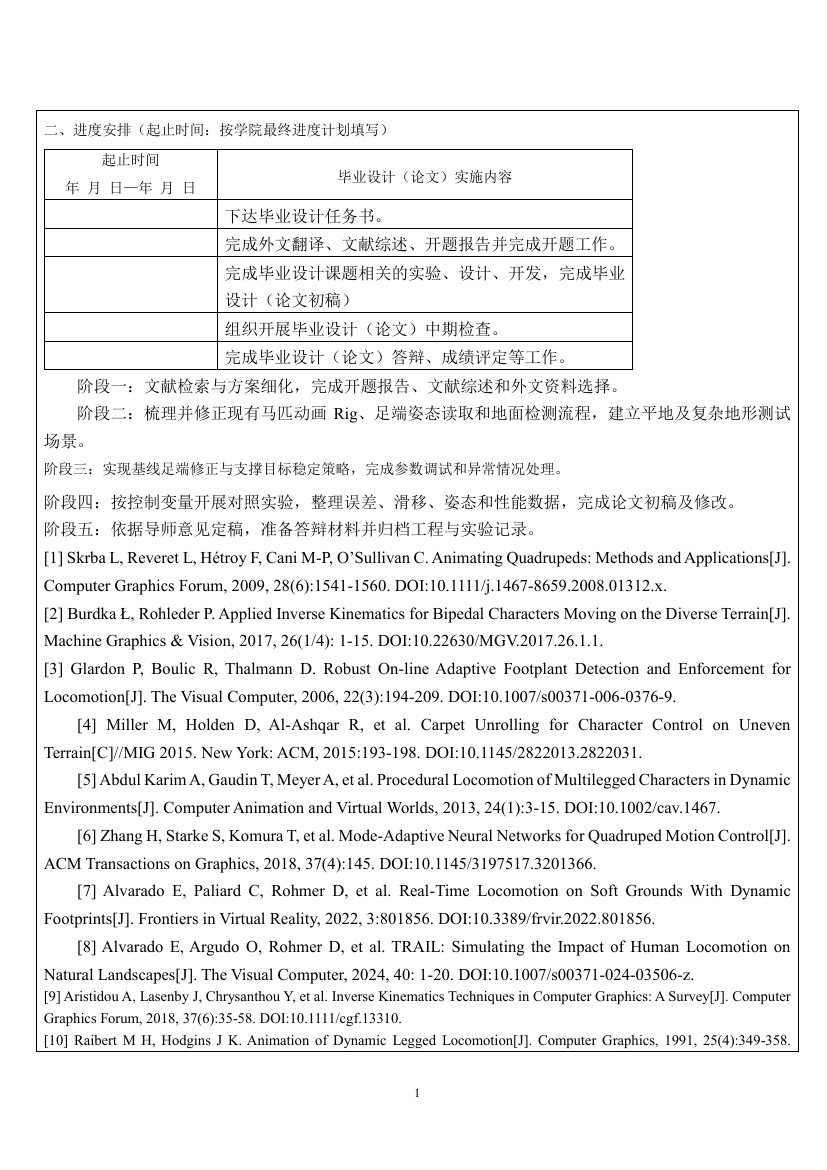 二、进度安排（起止时间：按学院最终进度计划填写）
起止时间
年 月 日—年 月 日
毕业设计（论文）实施内容
下达毕业设计任务书。
完成外文翻译、文献综述、开题报告并完成开题工作。
完成毕业设计课题相关的实验、设计、开发，完成毕业
设计（论文初稿）
组织开展毕业设计（论文）中期检查。
完成毕业设计（论文）答辩、成绩评定等工作。
阶段一：文献检索与方案细化，完成开题报告、文献综述和外文资料选择。
阶段二：梳理并修正现有马匹动画 Rig、足端姿态读取和地面检测流程，建立平地及复杂地形测试
场景。
阶段三：实现基线足端修正与支撑目标稳定策略，完成参数调试和异常情况处理。
阶段四：按控制变量开展对照实验，整理误差、滑移、姿态和性能数据，完成论文初稿及修改。
阶段五：依据导师意见定稿，准备答辩材料并归档工程与实验记录。
[1] Skrba L, Reveret L, Hétroy F, Cani M-P, O’Sullivan C. Animating Quadrupeds: Methods and Applications[J].
Computer Graphics Forum, 2009, 28(6):1541-1560. DOI:10.1111/j.1467-8659.2008.01312.x.
[2] Burdka Ł, Rohleder P. Applied Inverse Kinematics for Bipedal Characters Moving on the Diverse Terrain[J].
Machine Graphics & Vision, 2017, 26(1/4): 1-15. DOI:10.22630/MGV.2017.26.1.1.
[3] Glardon P, Boulic R, Thalmann D. Robust On-line Adaptive Footplant Detection and Enforcement for
Locomotion[J]. The Visual Computer, 2006, 22(3):194-209. DOI:10.1007/s00371-006-0376-9.
[4] Miller M, Holden D, Al-Ashqar R, et al. Carpet Unrolling for Character Control on Uneven
Terrain[C]//MIG 2015. New York: ACM, 2015:193-198. DOI:10.1145/2822013.2822031.
[5] Abdul Karim A, Gaudin T, Meyer A, et al. Procedural Locomotion of Multilegged Characters in Dynamic
Environments[J]. Computer Animation and Virtual Worlds, 2013, 24(1):3-15. DOI:10.1002/cav.1467.
[6] Zhang H, Starke S, Komura T, et al. Mode-Adaptive Neural Networks for Quadruped Motion Control[J].
ACM Transactions on Graphics, 2018, 37(4):145. DOI:10.1145/3197517.3201366.
[7] Alvarado E, Paliard C, Rohmer D, et al. Real-Time Locomotion on Soft Grounds With Dynamic
Footprints[J]. Frontiers in Virtual Reality, 2022, 3:801856. DOI:10.3389/frvir.2022.801856.
[8] Alvarado E, Argudo O, Rohmer D, et al. TRAIL: Simulating the Impact of Human Locomotion on
Natural Landscapes[J]. The Visual Computer, 2024, 40: 1-20. DOI:10.1007/s00371-024-03506-z.
[9] Aristidou A, Lasenby J, Chrysanthou Y, et al. Inverse Kinematics Techniques in Computer Graphics: A Survey[J]. Computer
Graphics Forum, 2018, 37(6):35-58. DOI:10.1111/cgf.13310.
[10] Raibert M H, Hodgins J K. Animation of Dynamic Legged Locomotion[J]. Computer Graphics, 1991, 25(4):349-358.
1